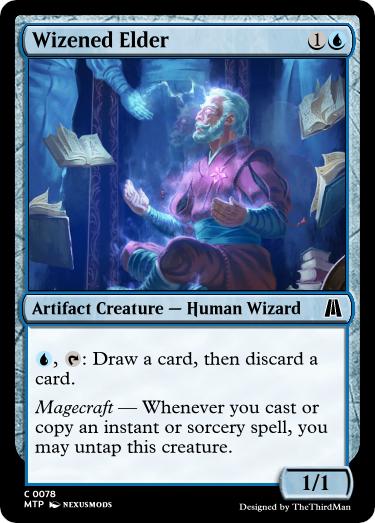 Wizened Elder 1
Artifact Creature — Human Wizard
, : Draw a card, then discard a
card.
Magecraft — Whenever you cast or
copy an instant or sorcery spell, you
may untap this creature.
1/1
C 0078
MTP NEXUSMODS
Designed by TheThirdMan